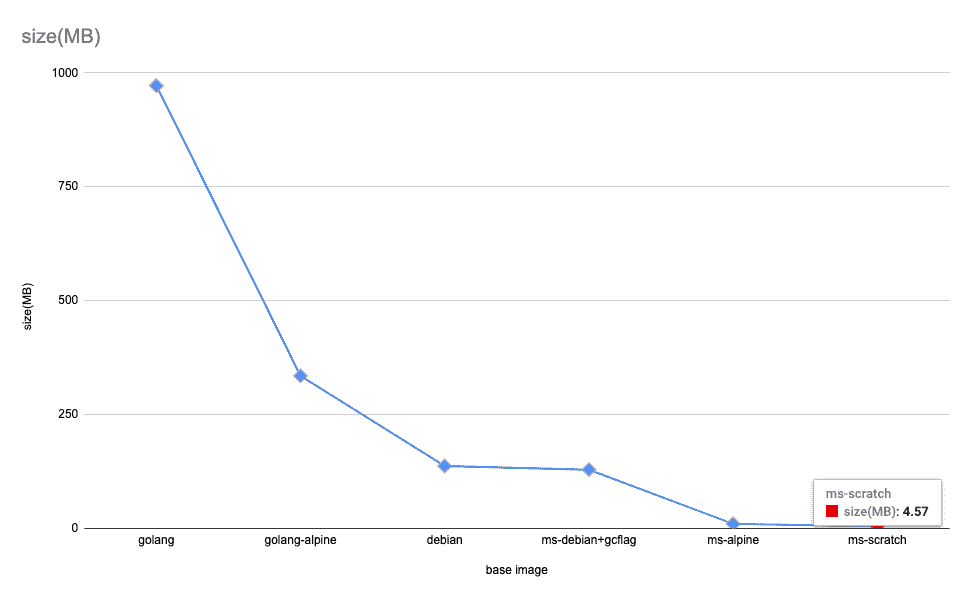 size(MB)
1000
750
500
250
0
size(MB)
golang
golang-alpine
debian
ms-debian+gcflag
ms-alpine
ms-scratch
base image
ms-scratch
size(MB): 4.57